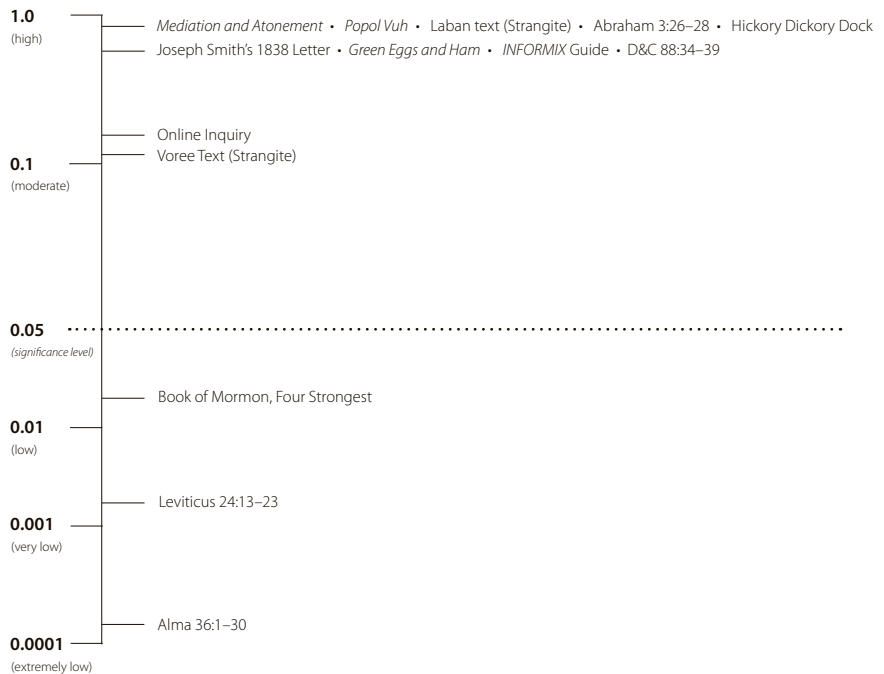 1.0
(high)
Mediation and Atonement • Popol Vuh • Laban text (Strangite) • Abraham 3:26–28 • Hickory Dickory Dock
Joseph Smith's 1838 Letter • Green Eggs and Ham • INFORMIX Guide • D&C 88:34–39
Online Inquiry
Voree Text (Strangite)
0.1
(moderate)
0.05
(significance level)
Book of Mormon, Four Strongest
0.01
(low)
Leviticus 24:13–23
0.001
(very low)
Alma 36:1–30
0.0001
(extremely low)